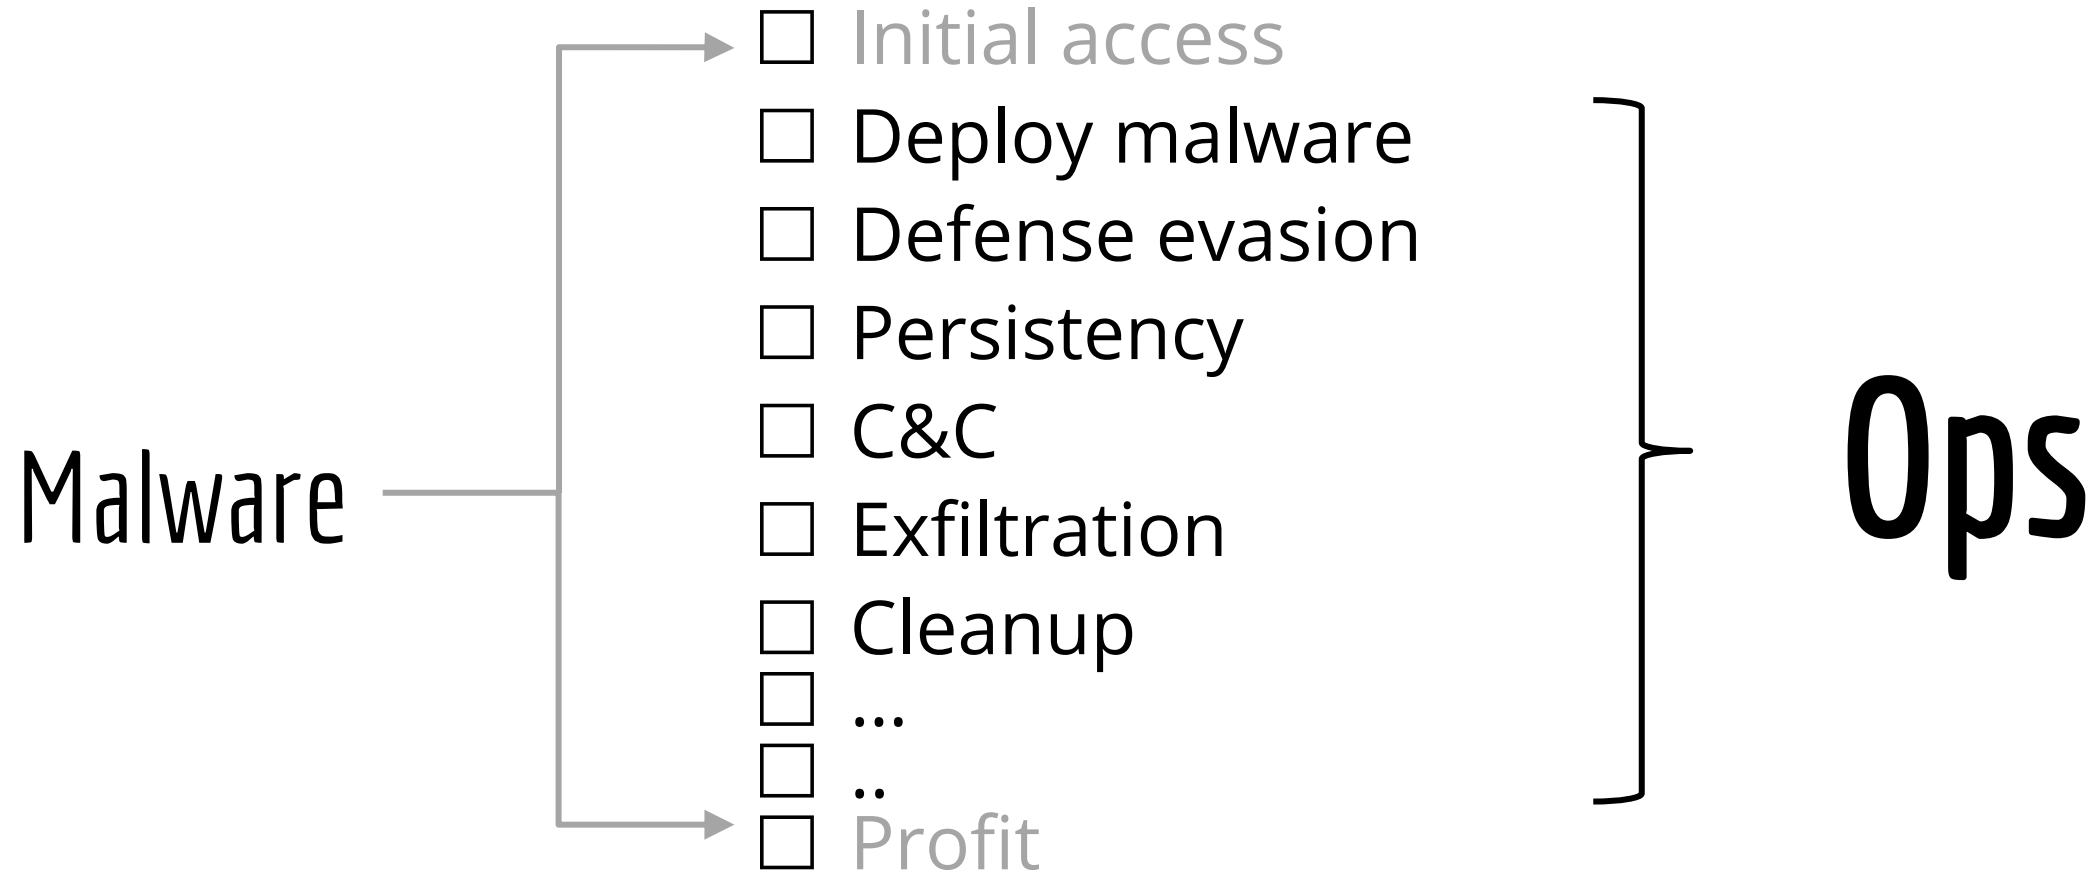 Initial access
Deploy malware
Defense evasion
Persistency
C&C
Exfiltration
Cleanup
...
..
Profit
Malware
Ops